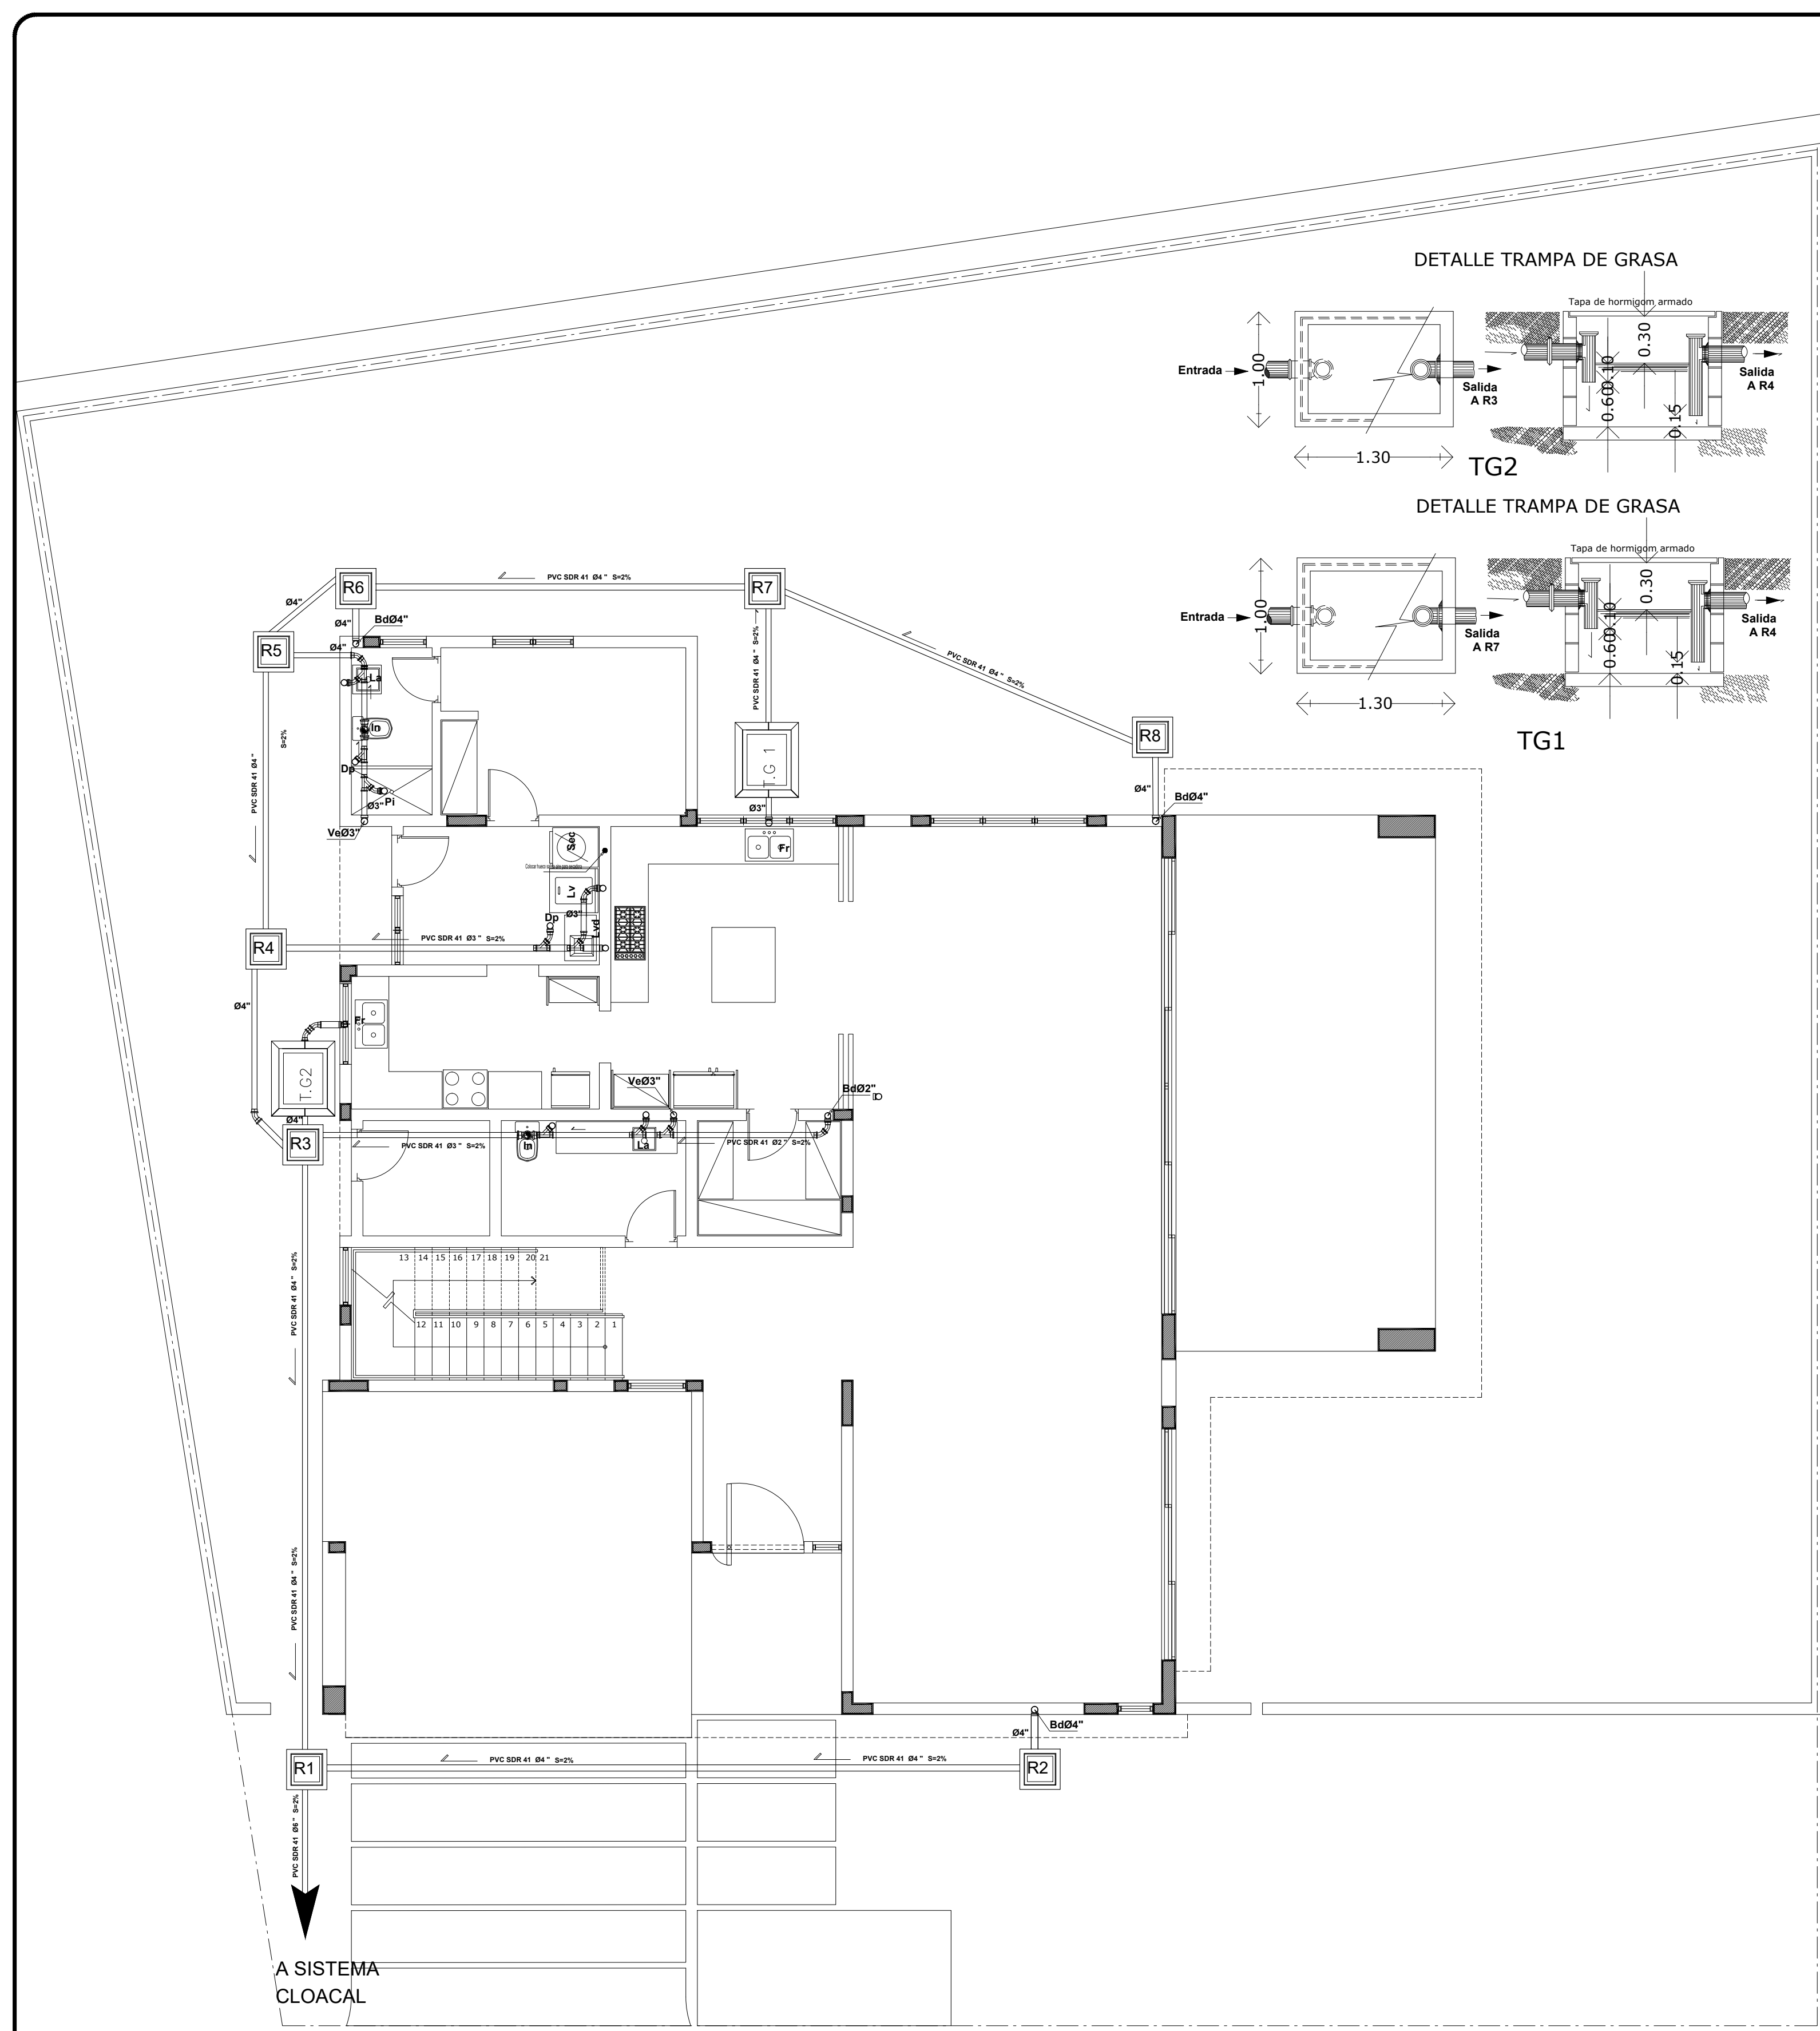 DETALLE TRAMPA DE GRASA
Tapa de hormigom armado
0.30
1.00
Entrada
Salida
A R3
0.60
0.10
0.15
Salida
A R4
1.30
TG2
DETALLE TRAMPA DE GRASA
Tapa de hormigom armado
0.30
1.00
Entrada
Salida
A R7
0.60
0.10
0.15
Salida
A R4
1.30
TG1
R6
PVC SDR 41 Ø4 " S=2%
R7
Ø4"
Ø4"
BdØ4"
R5
Ø4"
La
PVC SDR 41 Ø4 " S=2%
PVC SDR 41 Ø4 " S=2%
In
S=2%
R8
Dp
T.G 1
PVC SDR 41 Ø4 "
Pi
Ø3"
Ø3"
Ø4"
BdØ4"
VeØ3"
Sec
Fr
Lv
Dp
Ø3"
Lvd
R4
PVC SDR 41 Ø3 " S=2%
Ø4"
Fr
T.G2
VeØ3"
BdØ2"
Ø4"
R3
PVC SDR 41 Ø3 " S=2%
In
La
PVC SDR 41 Ø2 " S=2%
13 14 15 16 17 18 19 20 21
12 11 10 9 8 7 6 5 4 3 2 1
PVC SDR 41 Ø4 " S=2%
PVC SDR 41 Ø4 " S=2%
Ø4"
BdØ4"
R1
PVC SDR 41 Ø4 " S=2%
PVC SDR 41 Ø4 " S=2%
R2
PVC SDR 41 Ø6 " S=2%
A SISTEMA
CLOACAL